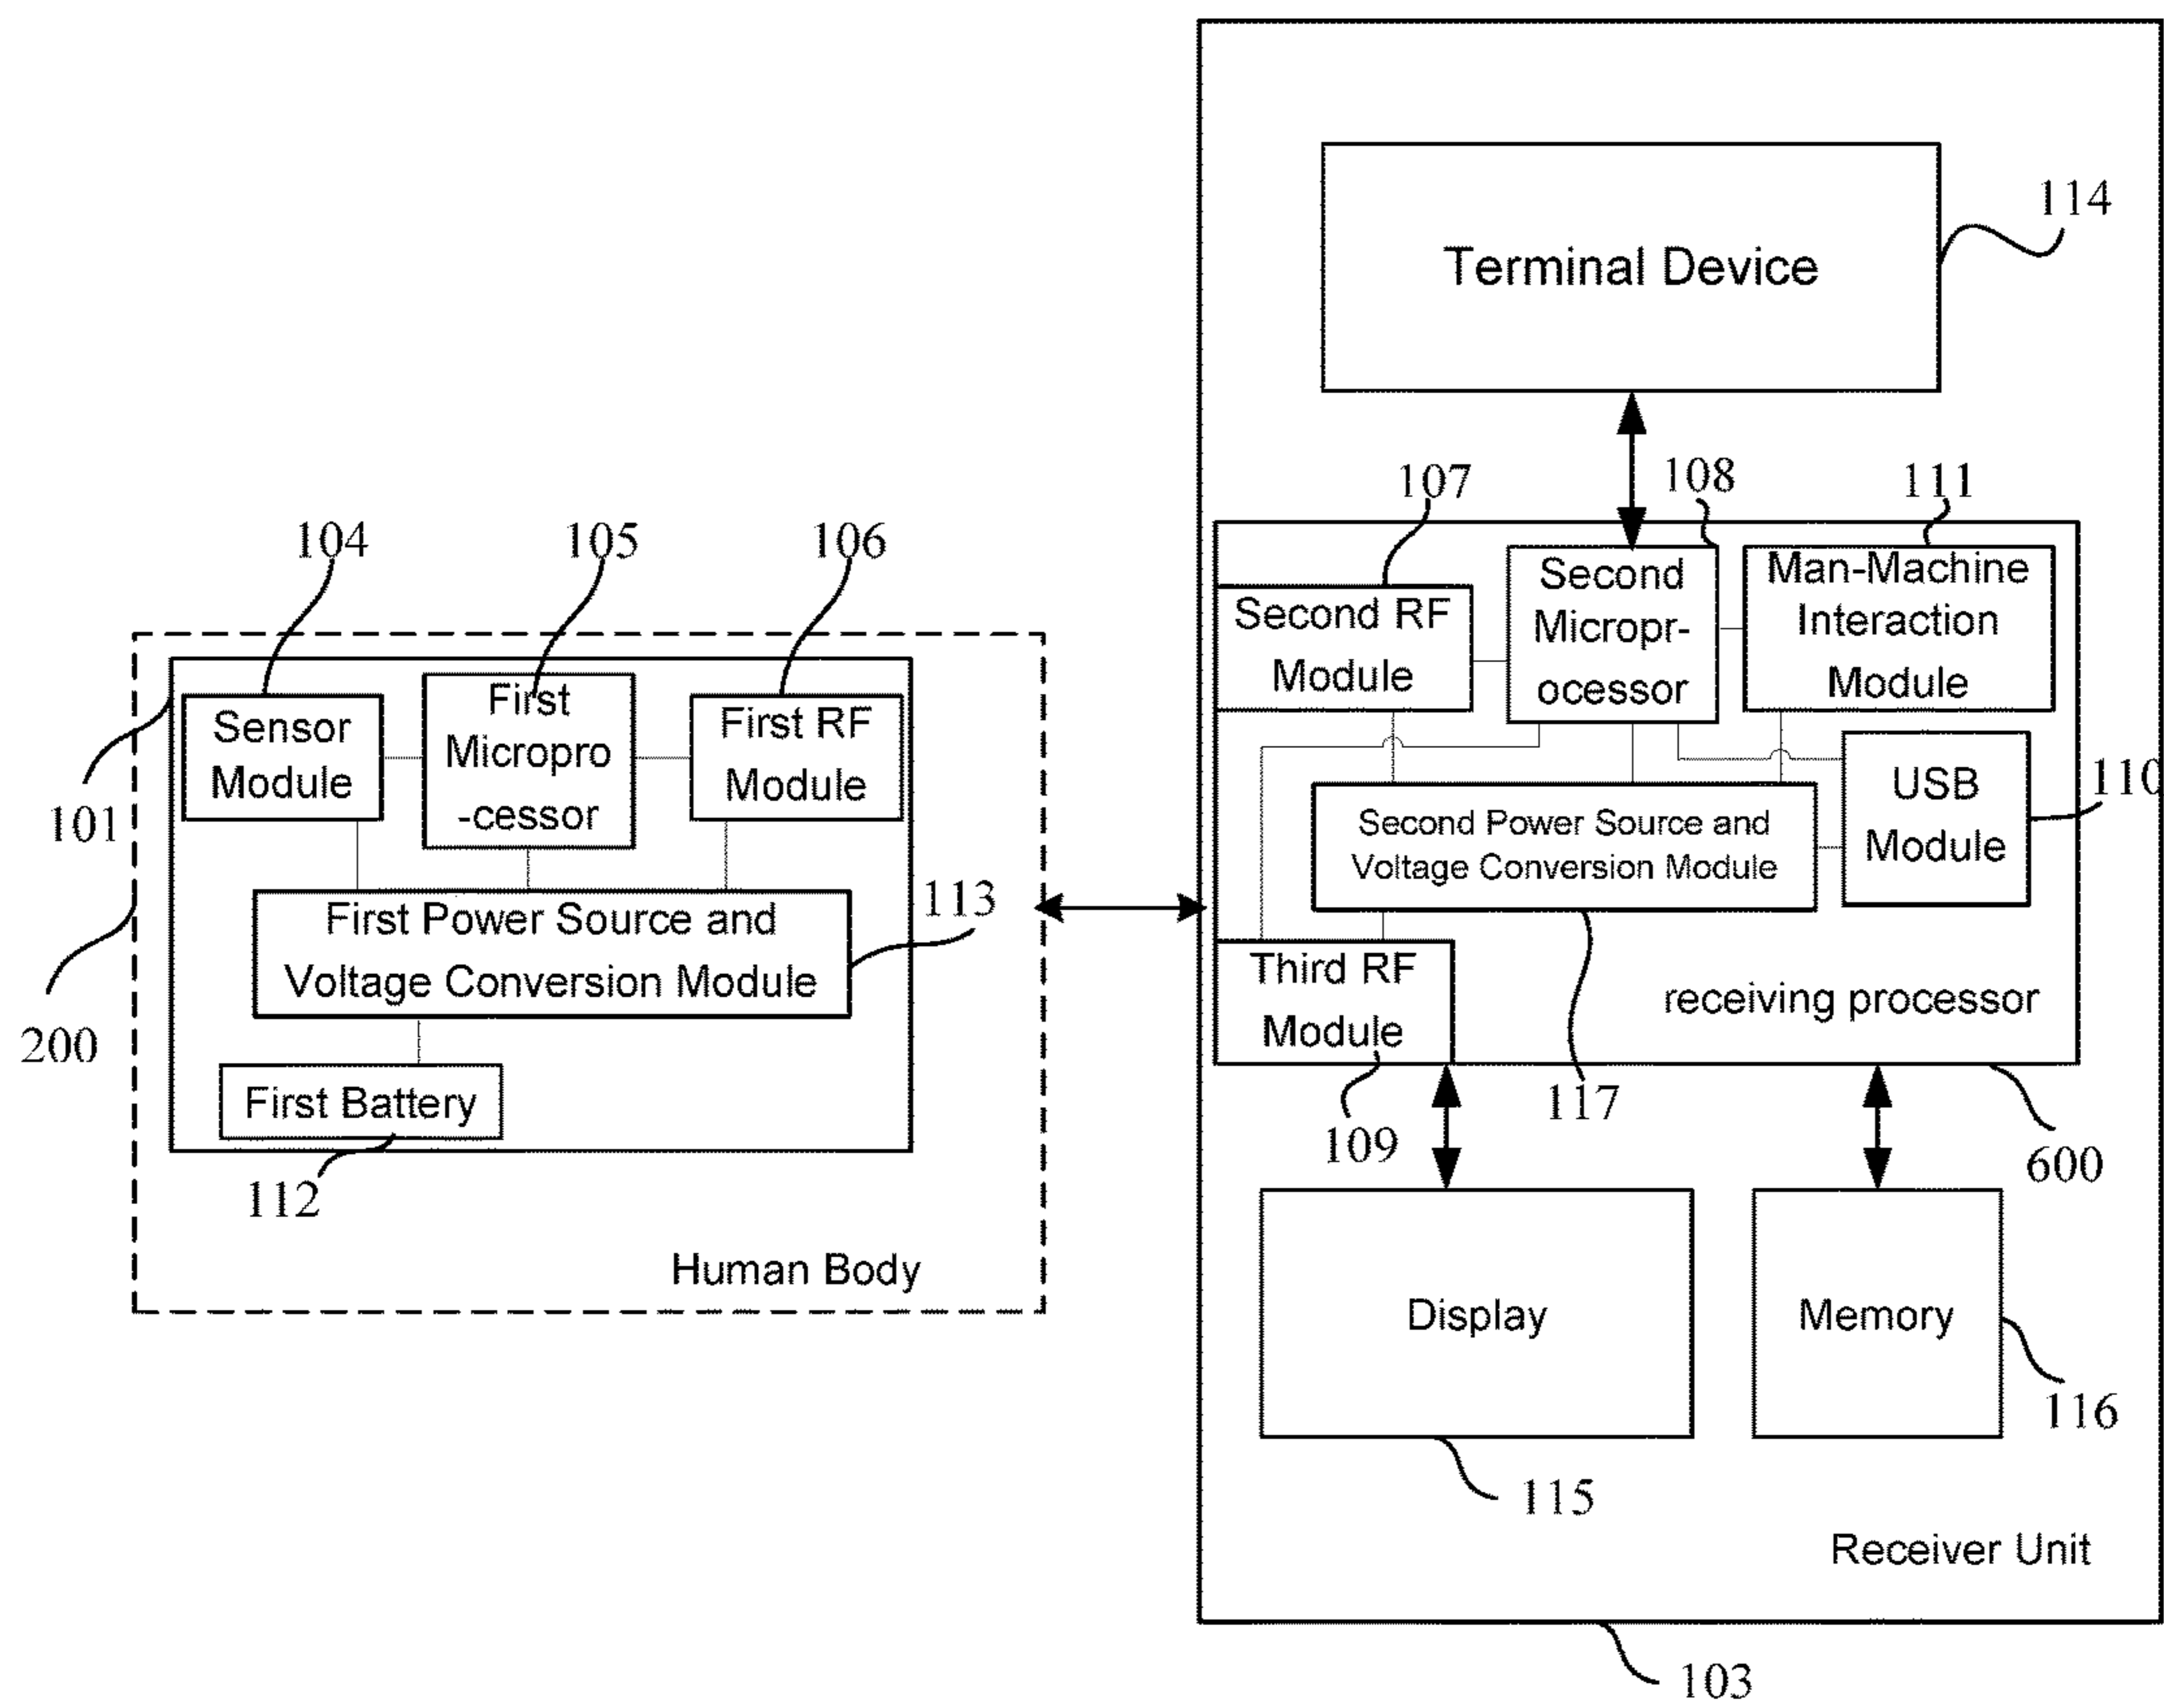 114
Terminal Device
107
108
111
104
105
106
Second RF
Module
Second
Micropr-
ocessor
Man-Machine
Interaction
Module
Sensor
Module
First
Micropro
-cessor
First RF
Module
101
USB
Module
110
Second Power Source and
Voltage Conversion Module
113
First Power Source and
Voltage Conversion Module
200
Third RF
Module
receiving processor
First Battery
112
117
109
600
Human Body
Display
Memory
116
115
Receiver Unit
103